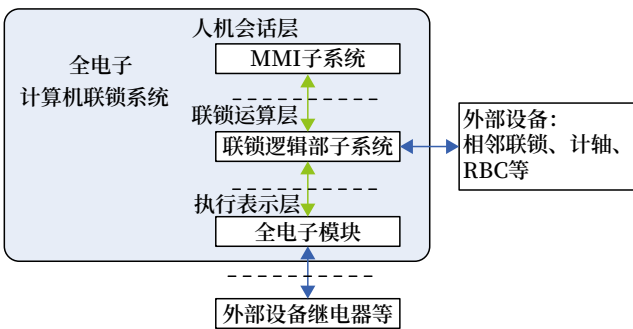 人机会话层
MMI子系统
全电子
计算机联锁系统
联锁运算层
联锁逻辑部子系统
外部设备：
相邻联锁、计轴、
RBC等
执行表示层
全电子模块
外部设备继电器等